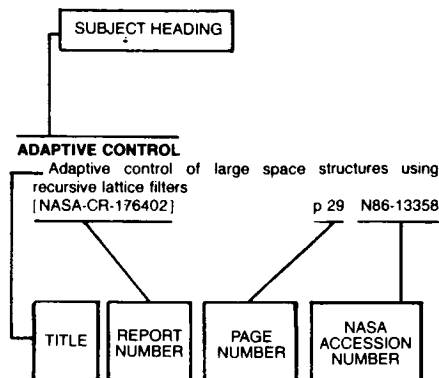 SUBJECT HEADING
ADAPTIVE CONTROL
Adaptive control of large space structures using
recursive lattice filters
[NASA-CR-176402] p 29 N86-13358
TITLE
REPORT
NUMBER
PAGE
NUMBER
NASA
ACCESSION
NUMBER